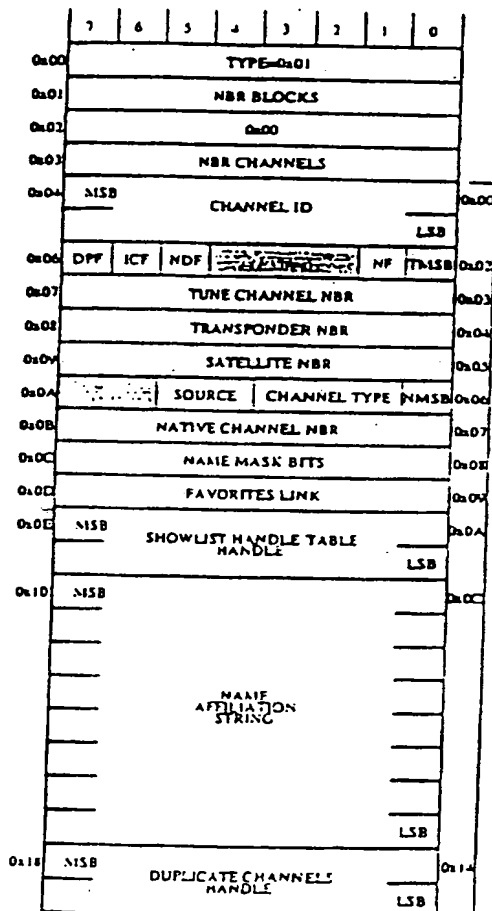 7 6 5 4 3 2 1 0
0x00 TYPE=0x01
0x01 NBR BLOCKS
0x02 0x00
0x03 NBR CHANNELS
0x04 MSB CHANNEL ID 0x00
LSB
0x06 DPF ICF NDF NF TMSB 0x02
0x07 TUNE CHANNEL NBR 0x03
0x08 TRANSPONDER NBR 0x04
0x09 SATELLITE NBR 0x05
0x0A SOURCE CHANNEL TYPE NMSB 0x06
0x0B NATIVE CHANNEL NBR 0x07
0x0C NAME MASK BITS 0x08
0x0D FAVORITES LINK 0x09
0x0E MSB SHOWLIST HANDLE TABLE 0x0A
HANDLE LSB
0x10 MSB 0x0C
NAME
AFFILIATION
STRING
LSB
0x18 MSB DUPLICATE CHANNELS 0x14
HANDLE LSB